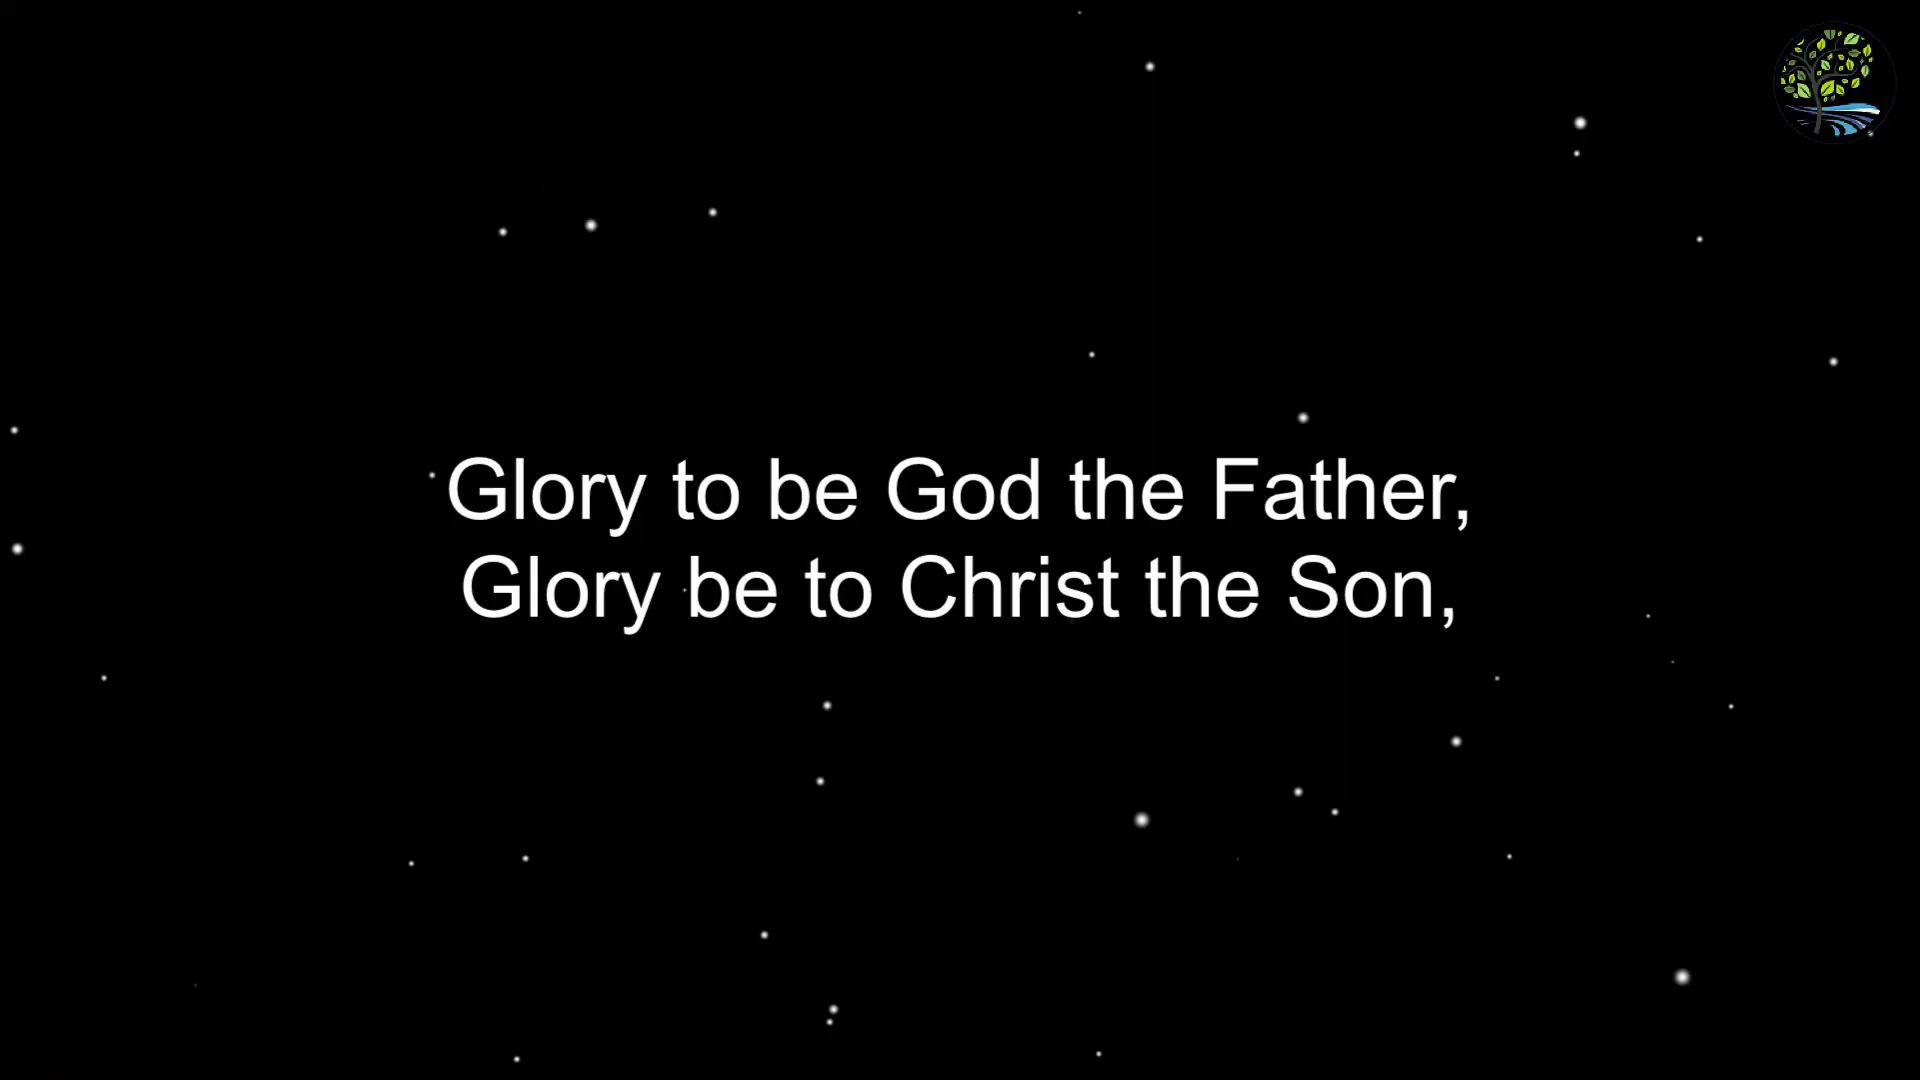 Glory to be God the Father,
Glory be to Christ the Son,